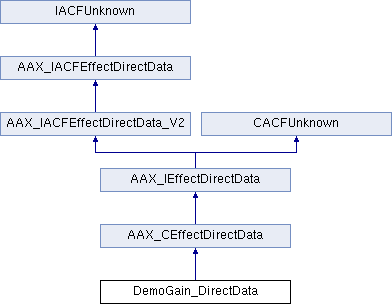 IACFUnknown
AAX_IACFEffectDirectData
AAX_IACFEffectDirectData_V2
CACFUnknown
AAX_IEffectDirectData
AAX_CEffectDirectData
DemoGain_DirectData